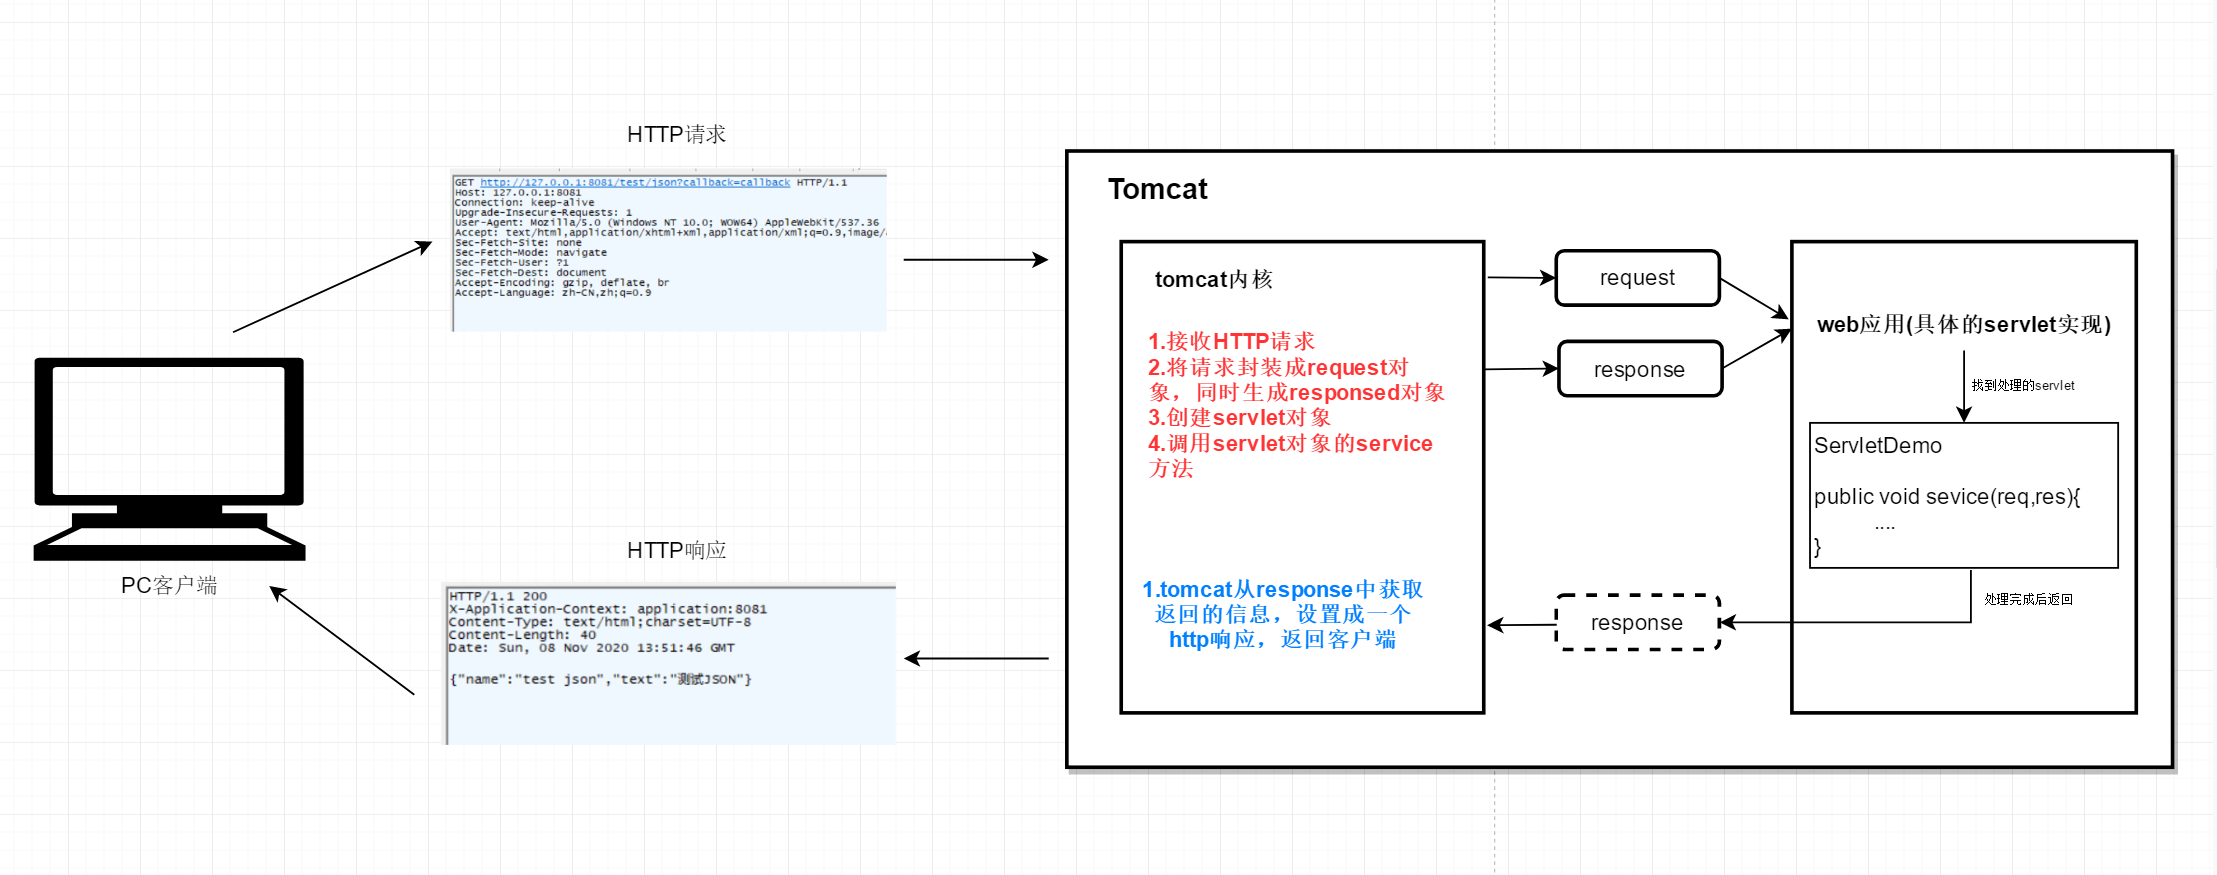 HTTP请求
GET http://127.0.0.1:8081/test/json?callback=callback HTTP/1.1
Host: 127.0.0.1:8081
Connection: keep-alive
Upgrade-Insecure-Requests: 1
User-Agent: Mozilla/5.0 (Windows NT 10.0; WOW64) AppleWebKit/537.36
Accept: text/html,application/xhtml+xml,application/xml;q=0.9,image/
Sec-Fetch-Site: none
Sec-Fetch-Mode: navigate
Sec-Fetch-User: ?1
Sec-Fetch-Dest: document
Accept-Encoding: gzip, deflate, br
Accept-Language: zh-CN,zh;q=0.9
PC客户端
HTTP响应
HTTP/1.1 200
X-Application-Context: application:8081
Content-Type: text/html;charset=UTF-8
Content-Length: 40
Date: Sun, 08 Nov 2020 13:51:46 GMT
{"name":"test json","text":"测试JSON"}
Tomcat
tomcat内核
1.接收HTTP请求
2.将请求封装成request对
象，同时生成responsed对象
3.创建servlet对象
4.调用servlet对象的service
方法
1.tomcat从response中获取
返回的信息，设置成一个
http响应，返回客户端
request
response
web应用(具体的servlet实现)
找到处理的servlet
ServletDemo
public void sevice(req,res){
....
}
处理完成后返回
response